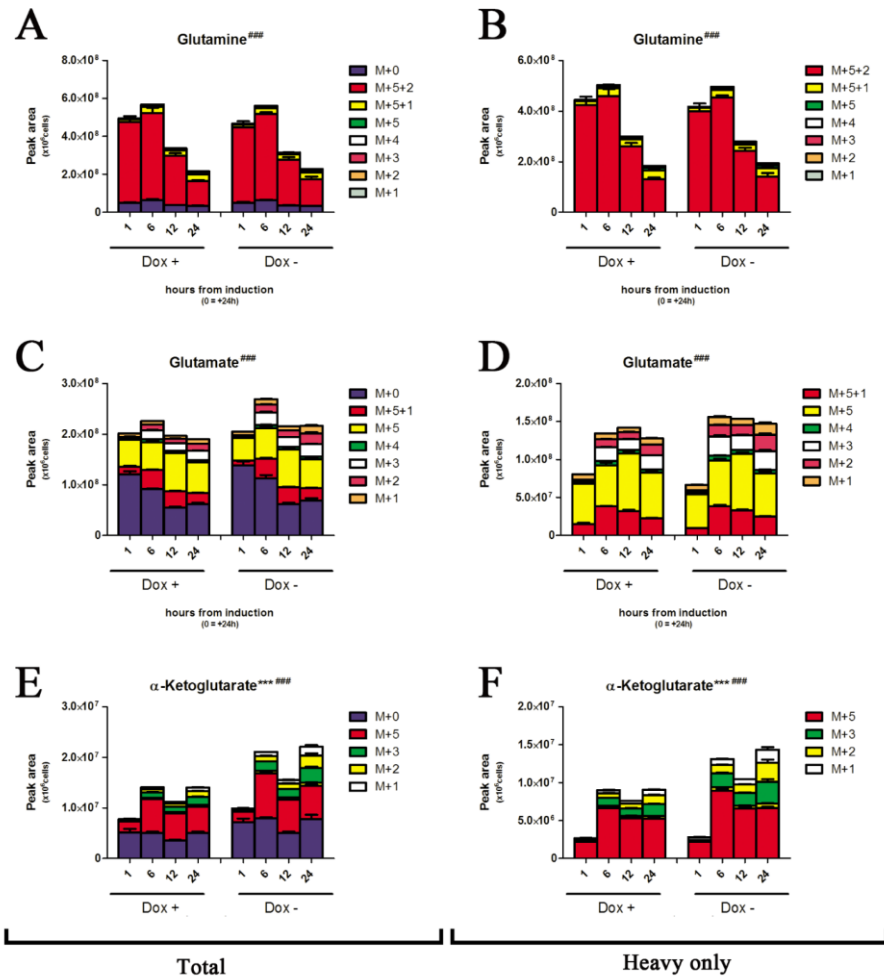 A
Glutamine###
Peak area
(x10⁶cells)
8.0×10⁸
6.0×10⁸
4.0×10⁸
2.0×10⁸
0
1 6 12 24 1 6 12 24
Dox + Dox -
hours from induction
(0 = +24h)
M+0
M+5+2
M+5+1
M+5
M+4
M+3
M+2
M+1
B
Glutamine###
Peak area
(x10⁶cells)
6.0×10⁸
4.0×10⁸
2.0×10⁸
0
1 6 12 24 1 6 12 24
Dox + Dox -
hours from induction
(0 = +24h)
M+5+2
M+5+1
M+5
M+4
M+3
M+2
M+1
C
Glutamate###
Peak area
(x10⁶cells)
3.0×10⁸
2.0×10⁸
1.0×10⁸
0
1 6 12 24 1 6 12 24
Dox + Dox -
hours from induction
(0 = +24h)
M+0
M+5+1
M+5
M+4
M+3
M+2
M+1
D
Glutamate###
Peak area
(x10⁶cells)
2.0×10⁸
1.5×10⁸
1.0×10⁸
5.0×10⁷
0
1 6 12 24 1 6 12 24
Dox + Dox -
hours from induction
(0 = +24h)
M+5+1
M+5
M+4
M+3
M+2
M+1
E
α-Ketoglutarate*** ###
Peak area
(x10⁶cells)
3.0×10⁷
2.0×10⁷
1.0×10⁷
0
1 6 12 24 1 6 12 24
Dox + Dox -
M+0
M+5
M+3
M+2
M+1
F
α-Ketoglutarate*** ###
Peak area
(x10⁶cells)
2.0×10⁷
1.5×10⁷
1.0×10⁷
5.0×10⁶
0
1 6 12 24 1 6 12 24
Dox + Dox -
M+5
M+3
M+2
M+1
Total
Heavy only